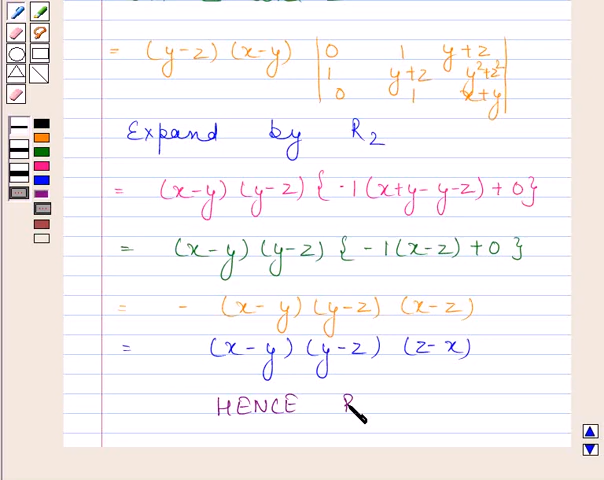 = (y-z) (x-y) | 0 1 y+z |
| 1 y+z y²+z² |
| 0 1 x+y |
Expand by R₂
= (x-y) (y-z) { -1(x+y-y-z) + 0 }
= (x-y) (y-z) { -1(x-z) + 0 }
= - (x-y) (y-z) (x-z)
= (x-y) (y-z) (z-x)
HENCE